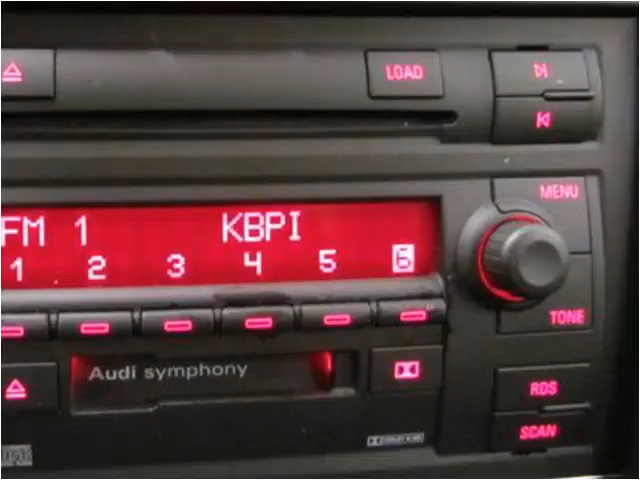 LOAD
MENU
FM 1 KBPI
1 2 3 4 5 6
TONE
Audi symphony
RDS
SCAN